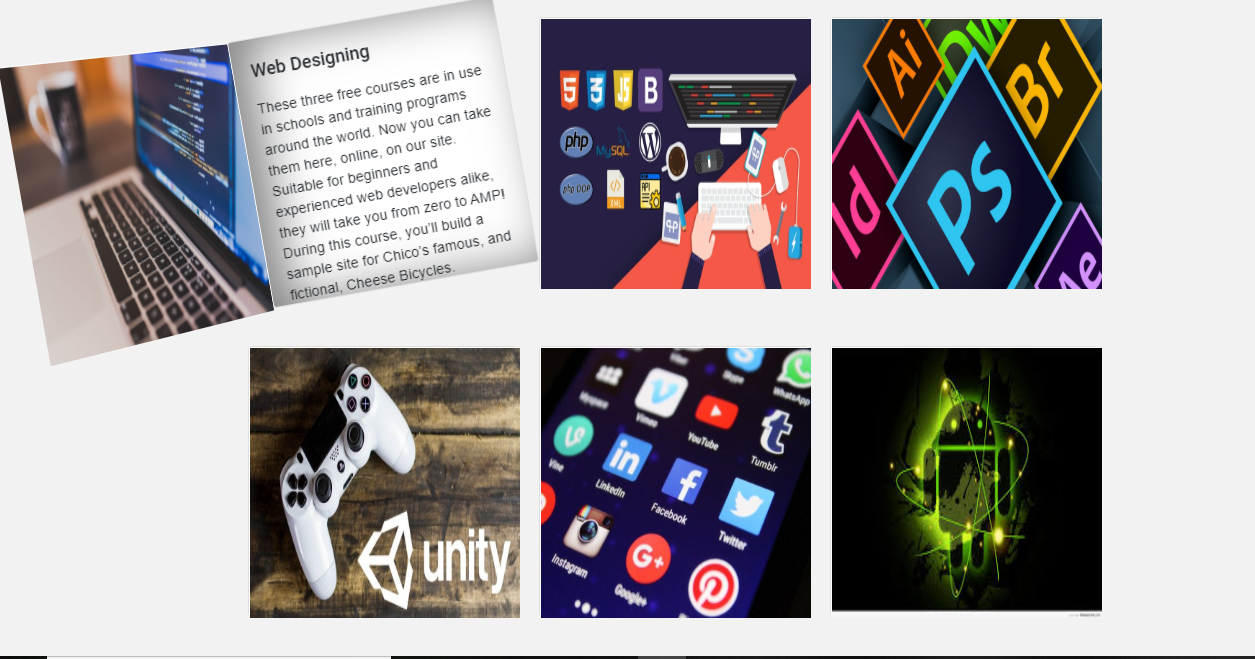 Web Designing
These three free courses are in use
in schools and training programs
around the world. Now you can take
them here, online, on our site.
Suitable for beginners and
experienced web developers alike,
they will take you from zero to AMP!
During this course, you'll build a
sample site for Chico's famous, and
fictional, Cheese Bicycles.
5 3 JS B
php MySQL W
php OOP </> XML API
Ai Dw Br
Id Ps Me
unity
Skype WhatsApp
Myspace Vimeo YouTube Tumblr
Vine LinkedIn Facebook Twitter
Instagram Google+